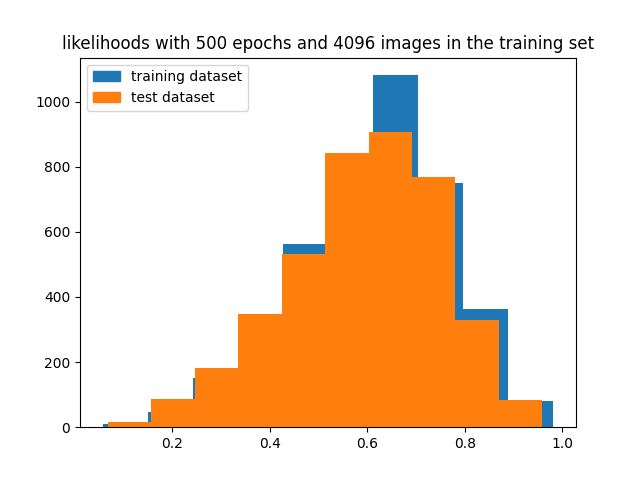 likelihoods with 500 epochs and 4096 images in the training set
training dataset
test dataset
1000
800
600
400
200
0
0.2 0.4 0.6 0.8 1.0